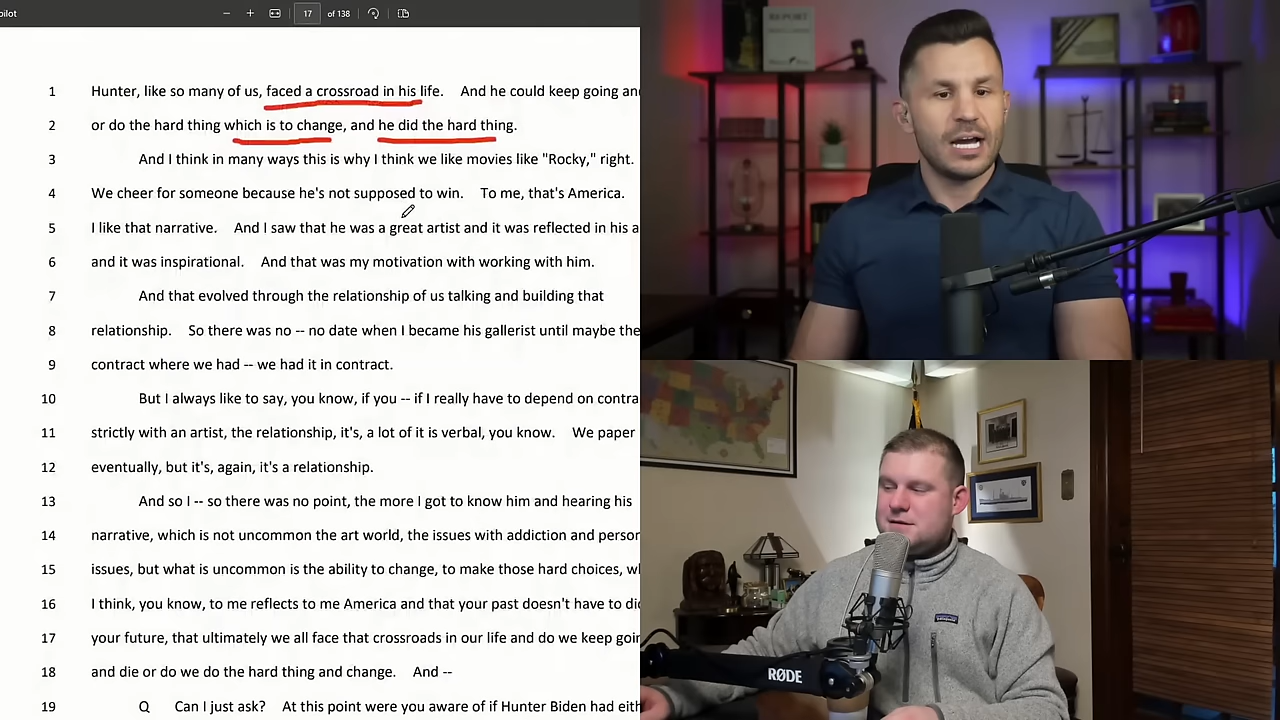 pilot
17
of 138
1 Hunter, like so many of us, faced a crossroad in his life. And he could keep going an
2 or do the hard thing which is to change, and he did the hard thing.
3 And I think in many ways this is why I think we like movies like "Rocky," right.
4 We cheer for someone because he's not supposed to win. To me, that's America.
5 I like that narrative. And I saw that he was a great artist and it was reflected in his a
6 and it was inspirational. And that was my motivation with working with him.
7 And that evolved through the relationship of us talking and building that
8 relationship. So there was no -- no date when I became his gallerist until maybe the
9 contract where we had -- we had it in contract.
10 But I always like to say, you know, if you -- if I really have to depend on contra
11 strictly with an artist, the relationship, it's, a lot of it is verbal, you know. We paper
12 eventually, but it's, again, it's a relationship.
13 And so I -- so there was no point, the more I got to know him and hearing his
14 narrative, which is not uncommon the art world, the issues with addiction and person
15 issues, but what is uncommon is the ability to change, to make those hard choices, wh
16 I think, you know, to me reflects to me America and that your past doesn't have to dic
17 your future, that ultimately we all face that crossroads in our life and do we keep goin
18 and die or do we do the hard thing and change. And --
19 Q Can I just ask? At this point were you aware of if Hunter Biden had eith
REPORT
patagonia
RØDE